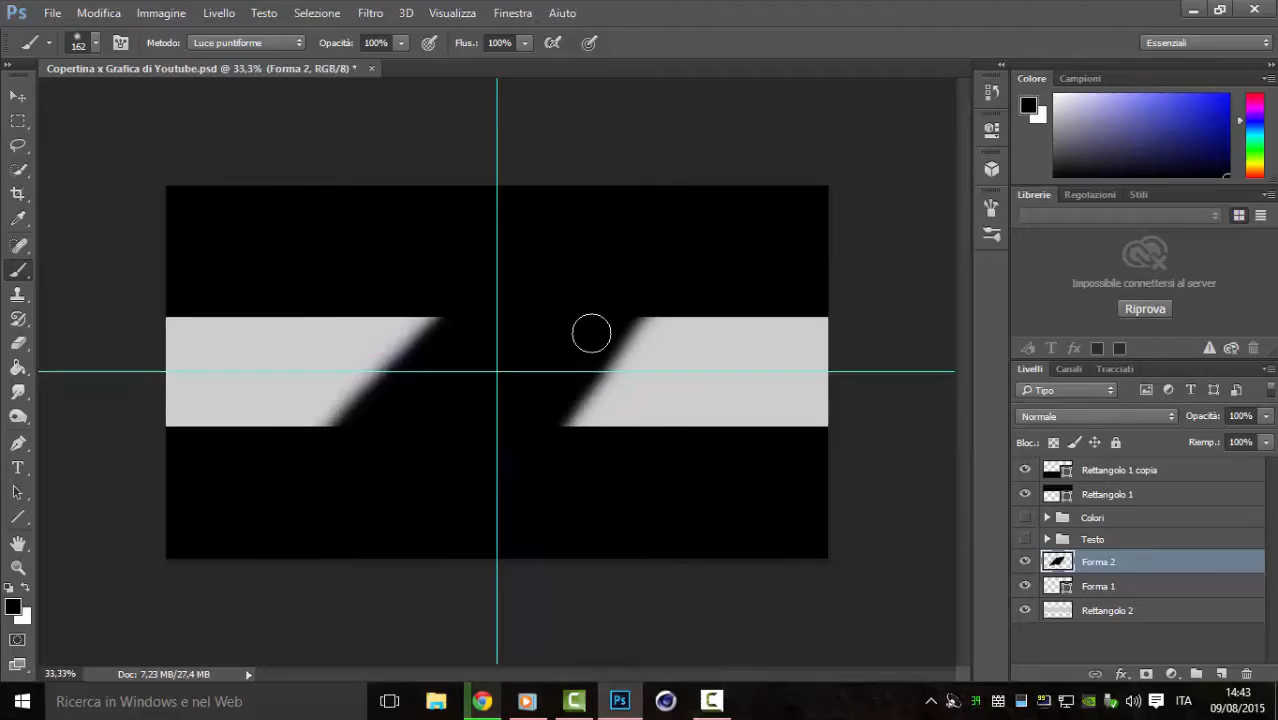 Ps File Modifica Immagine Livello Testo Selezione Filtro 3D Visualizza Finestra Aiuto
162 Metodo: Luce puntiforme Opacità: 100% Flus.: 100% Essenziali
Copertina x Grafica di Youtube.psd @ 33,3% (Forma 2, RGB/8) *
Colore Campioni
Librerie Regolazioni Stili
Impossibile connettersi al server
Riprova
Livelli Canali Tracciati
Tipo
Normale Opacità: 100%
Bloc.: Riemp.: 100%
Rettangolo 1 copia
Rettangolo 1
Colori
Testo
Forma 2
Forma 1
Rettangolo 2
33,33% Doc: 7,23 MB/27,4 MB
Ricerca in Windows e nel Web ITA 14:43
09/08/2015